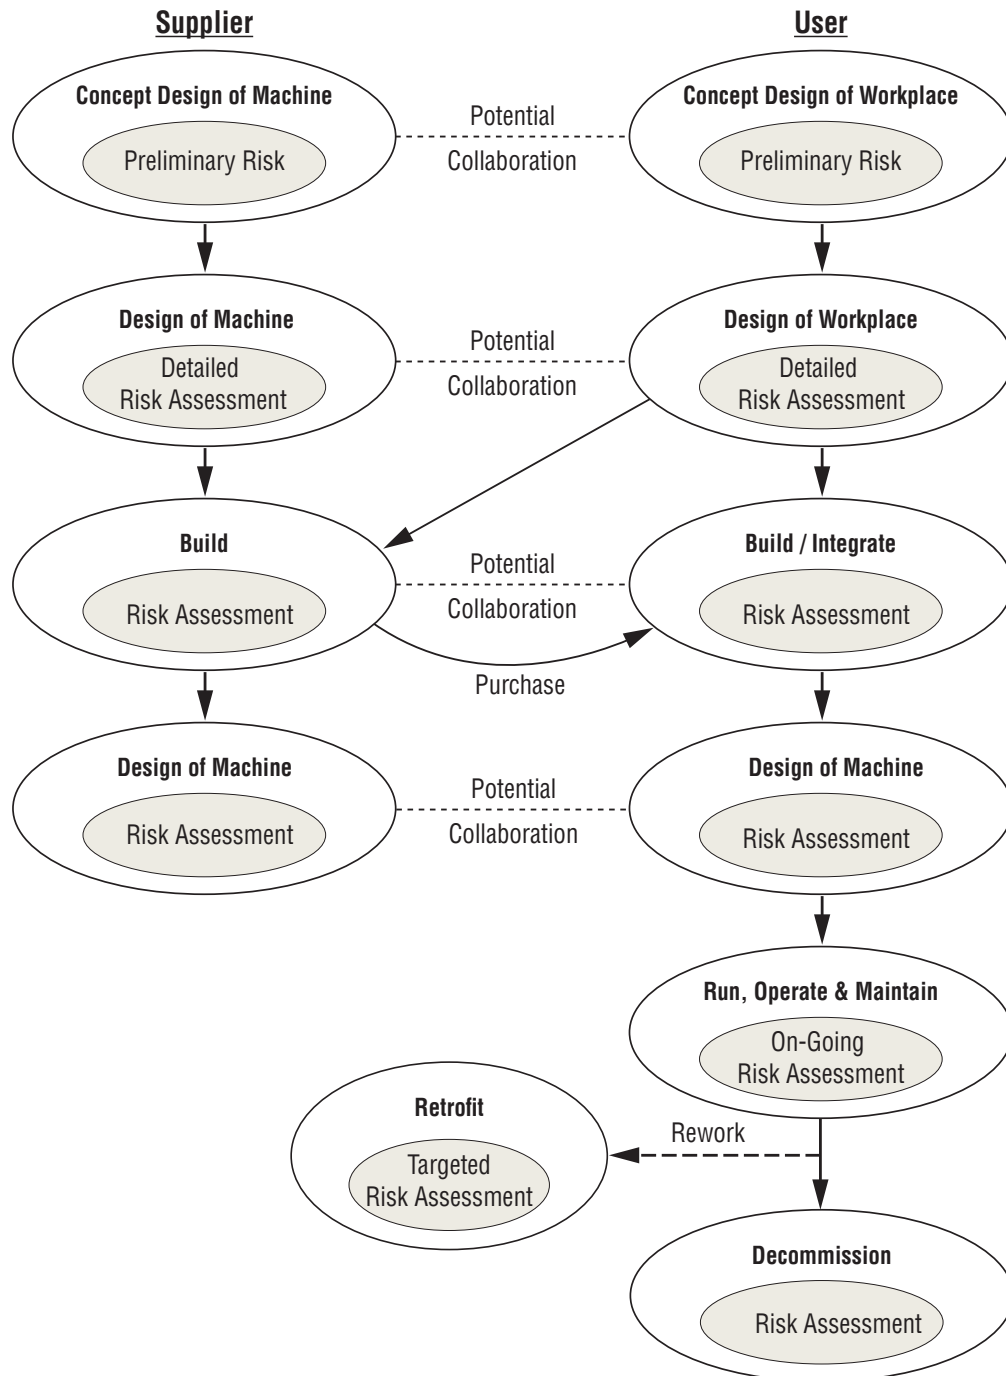 Supplier
User
Concept Design of Machine
Preliminary Risk
Potential
Collaboration
Concept Design of Workplace
Preliminary Risk
Design of Machine
Detailed
Risk Assessment
Potential
Collaboration
Design of Workplace
Detailed
Risk Assessment
Build
Risk Assessment
Potential
Collaboration
Build / Integrate
Risk Assessment
Purchase
Design of Machine
Risk Assessment
Potential
Collaboration
Design of Machine
Risk Assessment
Run, Operate & Maintain
On-Going
Risk Assessment
Rework
Retrofit
Targeted
Risk Assessment
Decommission
Risk Assessment